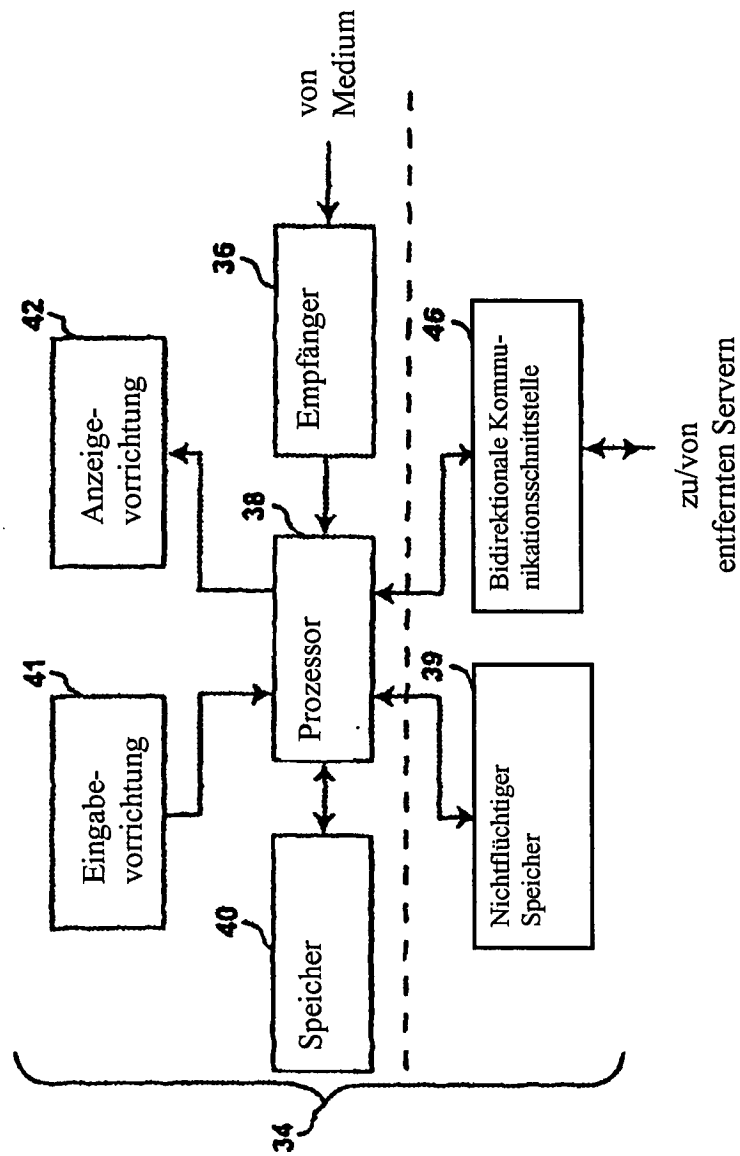 34
41
Eingabe-
vorrichtung
42
Anzeige-
vorrichtung
40
Speicher
38
Prozessor
36
Empfänger
von
Medium
39
Nichtflüchtiger
Speicher
46
Bidirektionale Kommu-
nikationsschnittstelle
zu/von
entfernten Servern